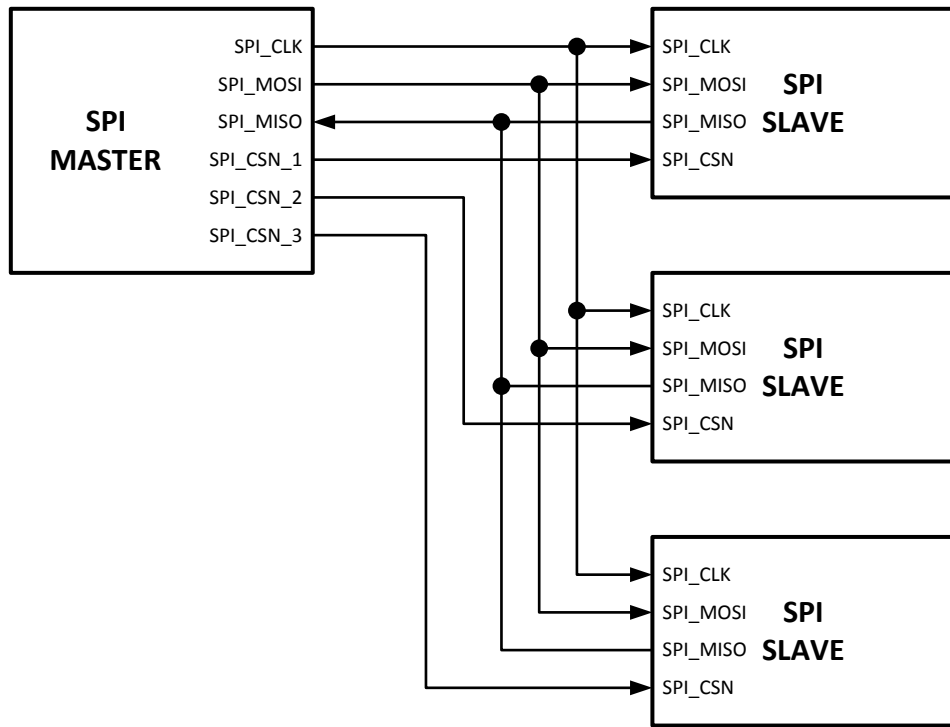 SPI
MASTER
SPI_CLK
SPI_MOSI
SPI_MISO
SPI_CSN_1
SPI_CSN_2
SPI_CSN_3
SPI_CLK
SPI_MOSI
SPI_MISO
SPI_CSN
SPI
SLAVE
SPI_CLK
SPI_MOSI
SPI_MISO
SPI_CSN
SPI
SLAVE
SPI_CLK
SPI_MOSI
SPI_MISO
SPI_CSN
SPI
SLAVE